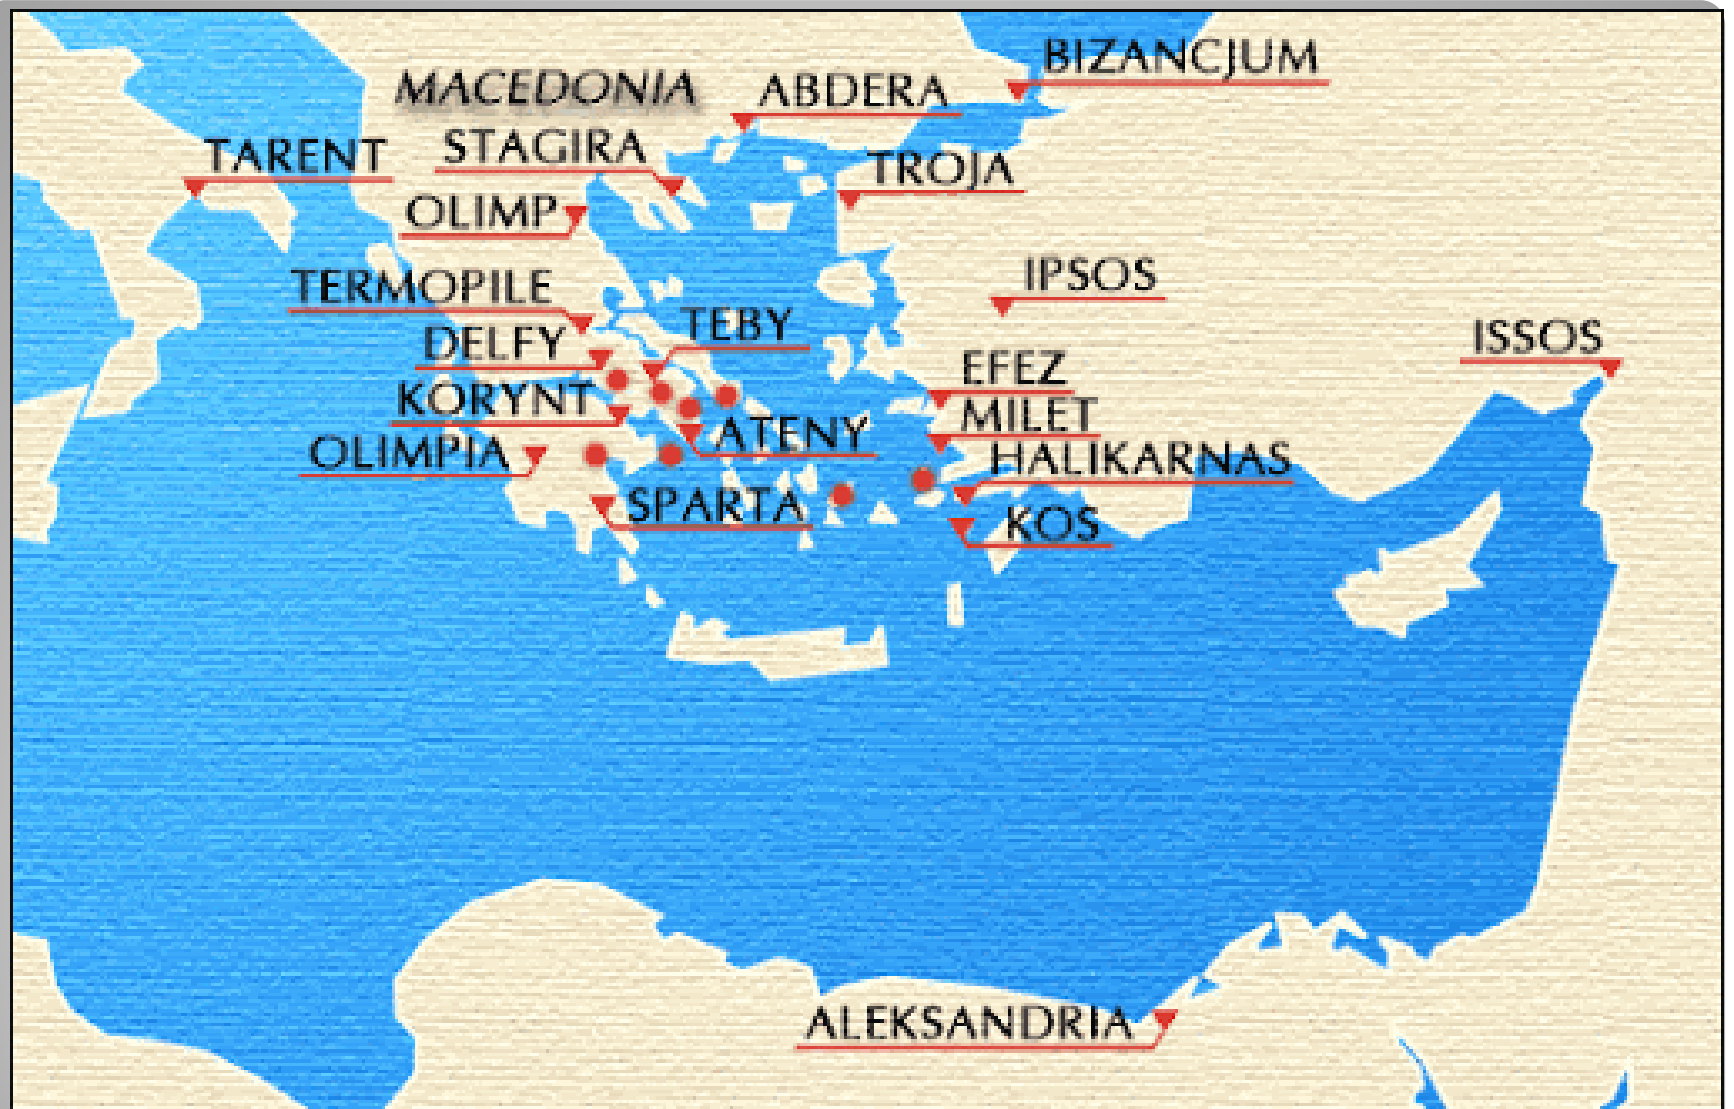 BIZANCJUM
MACEDONIA
ABDERA
STAGIRA
TARENT
TROJA
OLIMP
TERMOPILE
IPSOS
TEBY
DELFY
ISSOS
EFEZ
KORYNT
MILET
ATENY
OLIMPIA
HALIKARNAS
SPARTA
KOS
ALEKSANDRIA